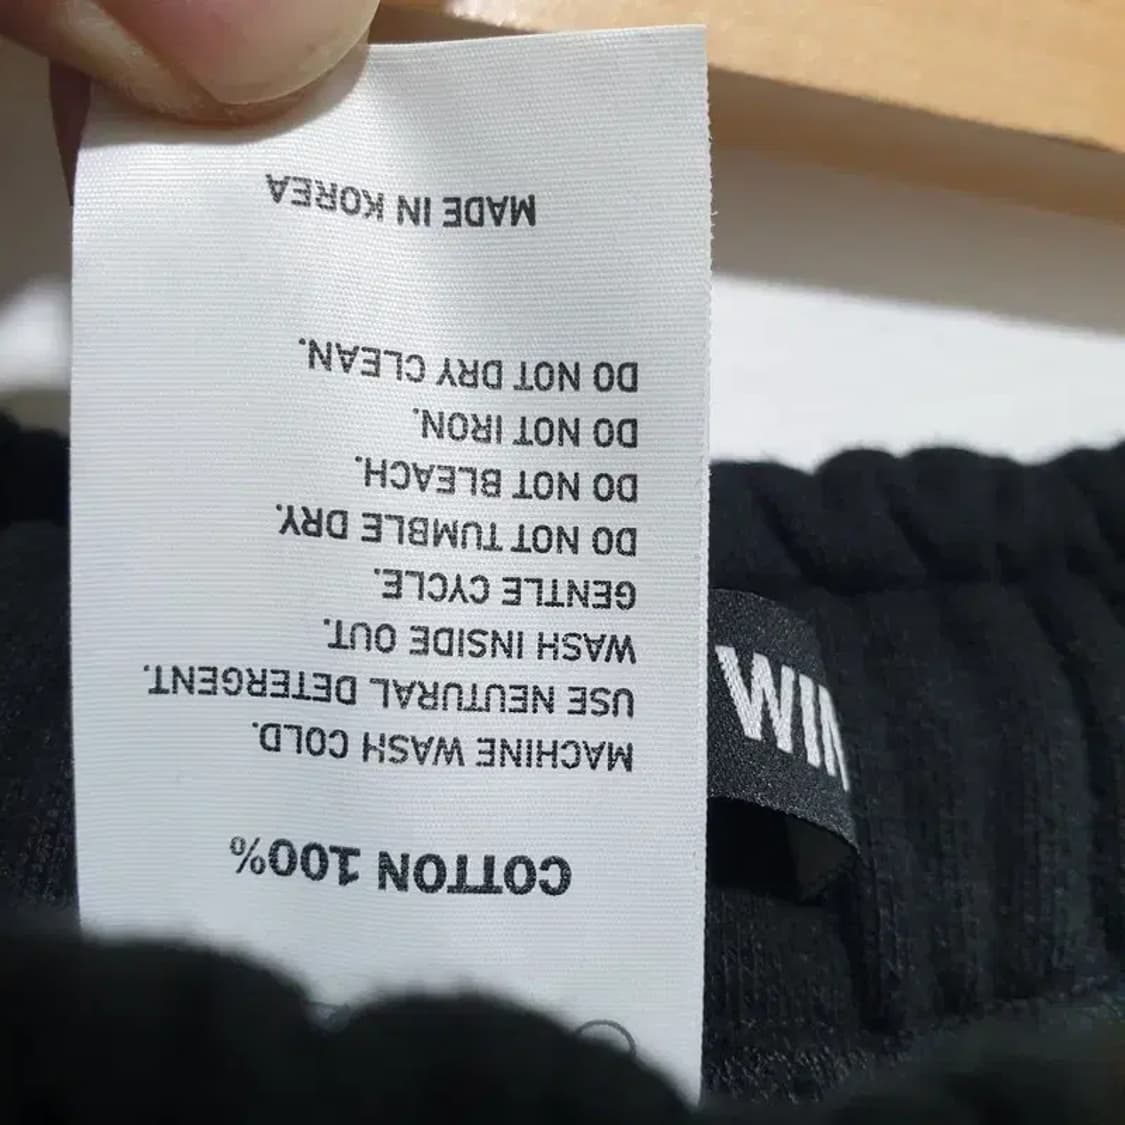 COTTON 100%
MACHINE WASH COLD.
USE NEUTURAL DETERGENT.
WASH INSIDE OUT.
GENTLE CYCLE.
DO NOT TUMBLE DRY.
DO NOT BLEACH.
DO NOT IRON.
DO NOT DRY CLEAN.
MADE IN KOREA